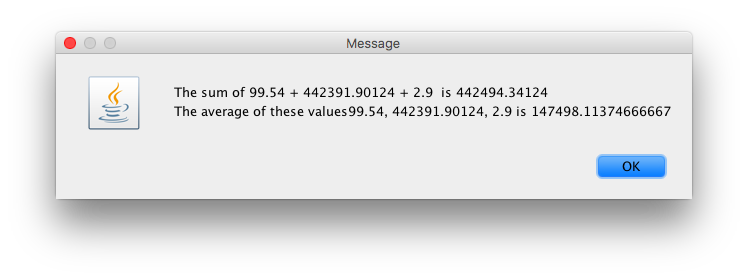 Message
The sum of 99.54 + 442391.90124 + 2.9  is 442494.34124
The average of these values99.54, 442391.90124, 2.9 is 147498.11374666667
OK